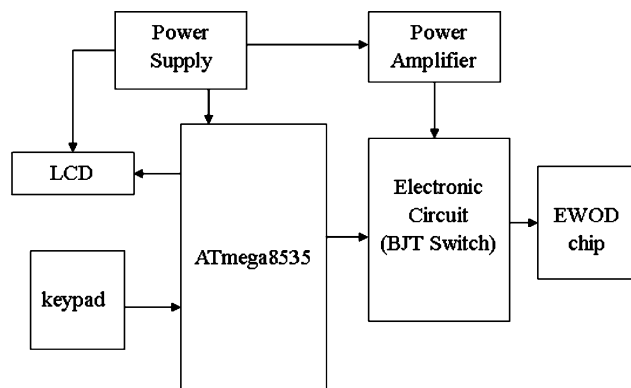 Power
Supply
Power
Amplifier
LCD
ATmega8535
Electronic
Circuit
(BJT Switch)
EWOD
chip
keypad